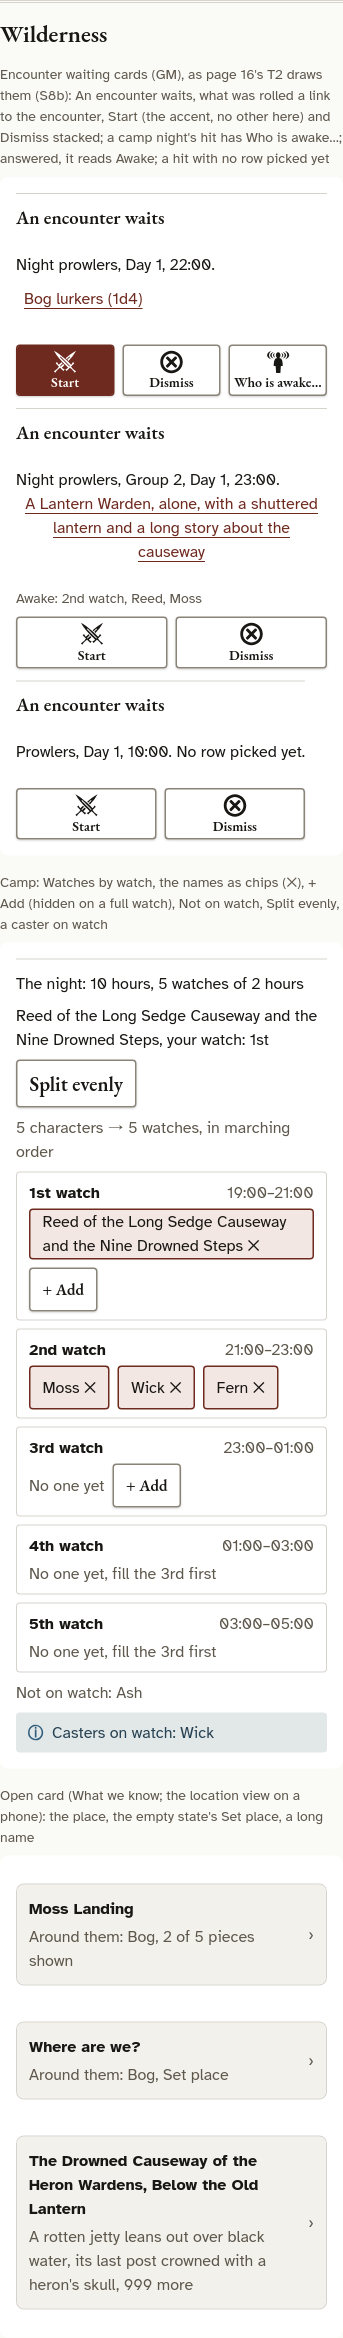 Wilderness
Encounter waiting cards (GM), as page 16's T2 draws
them (S8b): An encounter waits, what was rolled a link
to the encounter, Start (the accent, no other here) and
Dismiss stacked; a camp night's hit has Who is awake…;
answered, it reads Awake; a hit with no row picked yet
An encounter waits
Night prowlers, Day 1, 22:00.
Bog lurkers (1d4)
Start
Dismiss
Who is awake…
An encounter waits
Night prowlers, Group 2, Day 1, 23:00.
A Lantern Warden, alone, with a shuttered
lantern and a long story about the
causeway
Awake: 2nd watch, Reed, Moss
Start
Dismiss
An encounter waits
Prowlers, Day 1, 10:00. No row picked yet.
Start
Dismiss
Camp: Watches by watch, the names as chips (✕), +
Add (hidden on a full watch), Not on watch, Split evenly,
a caster on watch
The night: 10 hours, 5 watches of 2 hours
Reed of the Long Sedge Causeway and the
Nine Drowned Steps, your watch: 1st
Split evenly
5 characters → 5 watches, in marching
order
1st watch 19:00–21:00
Reed of the Long Sedge Causeway
and the Nine Drowned Steps ✕
+ Add
2nd watch 21:00–23:00
Moss ✕ Wick ✕ Fern ✕
3rd watch 23:00–01:00
No one yet + Add
4th watch 01:00–03:00
No one yet, fill the 3rd first
5th watch 03:00–05:00
No one yet, fill the 3rd first
Not on watch: Ash
ⓘ Casters on watch: Wick
Open card (What we know; the location view on a
phone): the place, the empty state's Set place, a long
name
Moss Landing
Around them: Bog, 2 of 5 pieces
shown
›
Where are we?
Around them: Bog, Set place
›
The Drowned Causeway of the
Heron Wardens, Below the Old
Lantern
A rotten jetty leans out over black
water, its last post crowned with a
heron's skull, 999 more
›